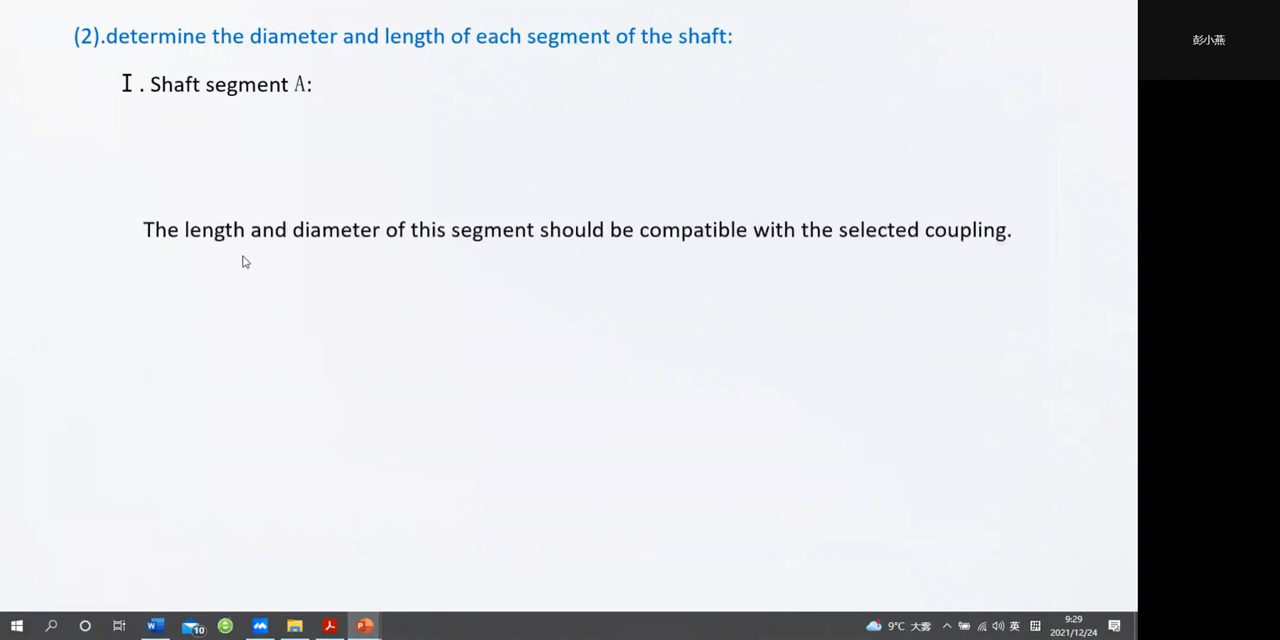 (2).determine the diameter and length of each segment of the shaft:
彭小燕
Ⅰ. Shaft segment A:
The length and diameter of this segment should be compatible with the selected coupling.
10
9°C 大雾
英
9:29
2021/12/24